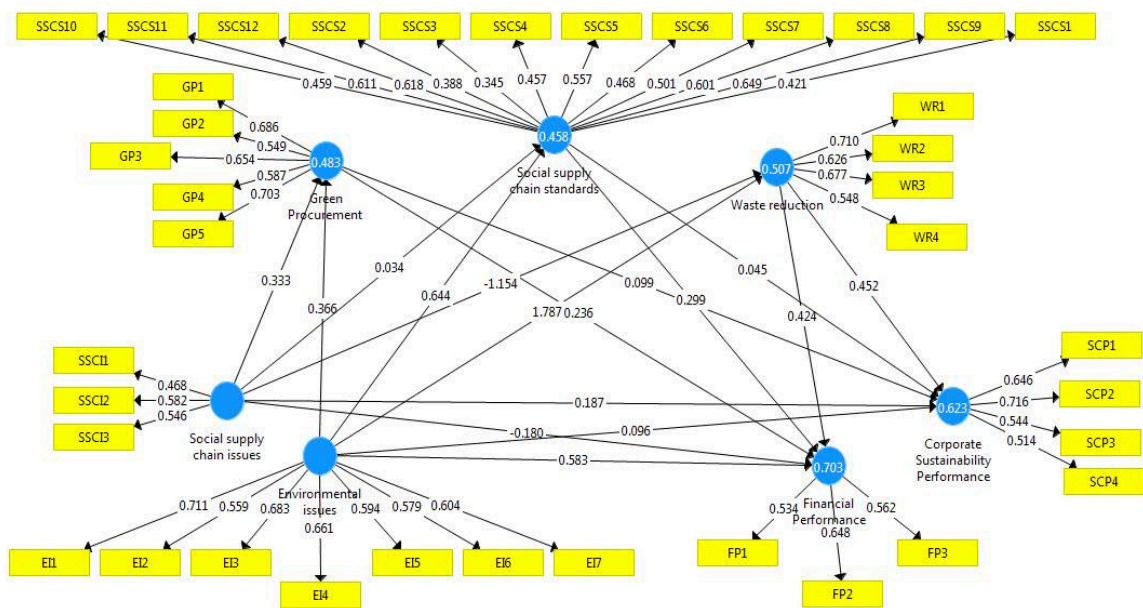 SSCS10 SSCS11 SSCS12 SSCS2 SSCS3 SSCS4 SSCS5 SSCS6 SSCS7 SSCS8 SSCS9 SSCS1
0.459 0.611 0.618 0.388 0.345 0.457 0.557 0.468 0.501 0.601 0.649 0.421
GP1
GP2
GP3
GP4
GP5
0.686
0.549
0.654
0.587
0.703
0.483
Green
Procurement
0.458
Social supply
chain standards
0.507
Waste reduction
0.710
0.626
0.677
0.548
WR1
WR2
WR3
WR4
0.333
0.366
0.034
0.644
-1.154
1.787
0.236
0.099
0.299
0.045
0.424
0.452
SSCI1
SSCI2
SSCI3
0.468
0.582
0.546
Social supply
chain issues
0.187
-0.180
0.096
0.583
0.623
Corporate
Sustainability
Performance
0.646
0.716
0.544
0.514
SCP1
SCP2
SCP3
SCP4
Environmental
issues
0.711 0.559 0.683 0.661 0.594 0.579 0.604
EI1 EI2 EI3 EI4 EI5 EI6 EI7
0.703
Financial
Performance
0.534 0.648 0.562
FP1 FP2 FP3